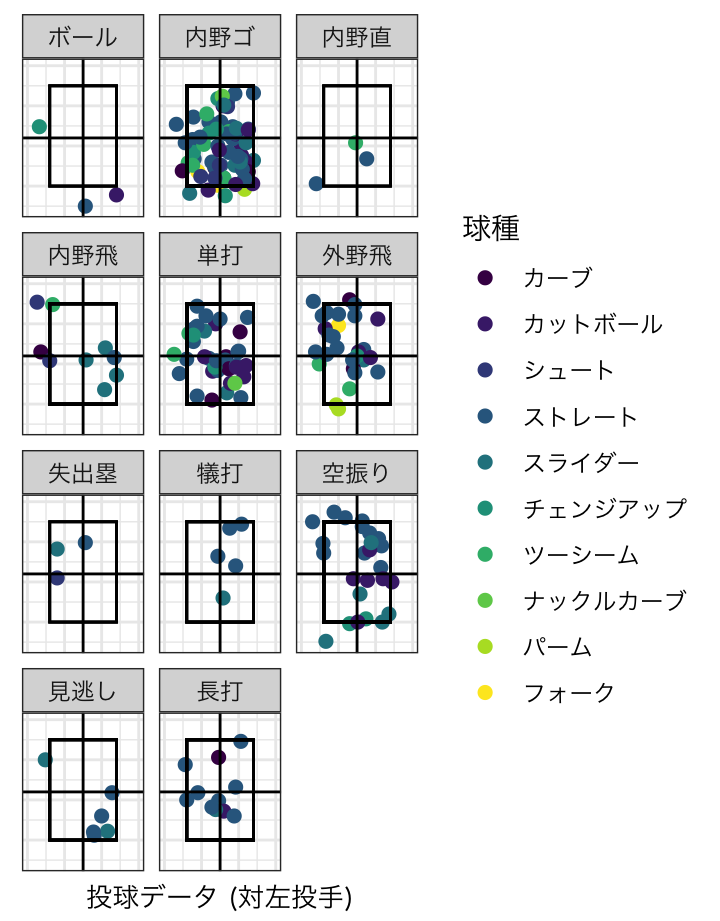 ボール 内野ゴ 内野直
内野飛 単打 外野飛
失出塁 犠打 空振り
見逃し 長打
球種
カーブ
カットボール
シュート
ストレート
スライダー
チェンジアップ
ツーシーム
ナックルカーブ
パーム
フォーク
投球データ (対左投手)